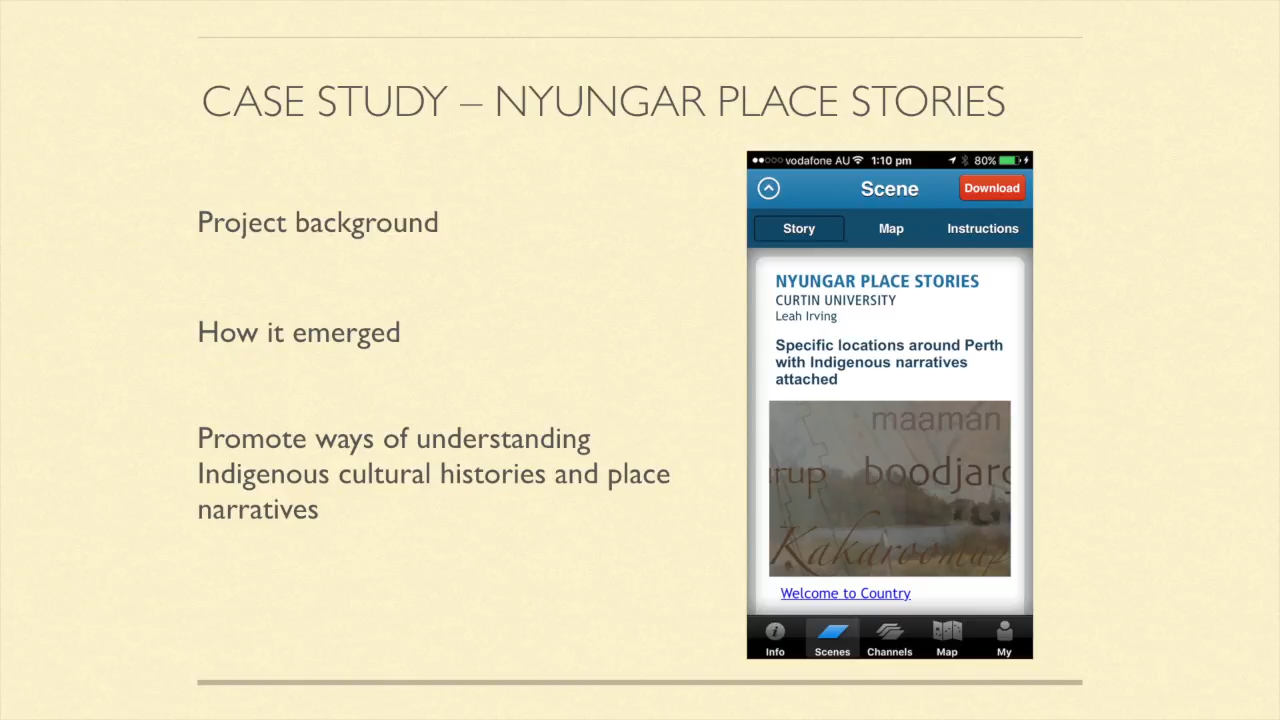 CASE STUDY – NYUNGAR PLACE STORIES
Project background
How it emerged
Promote ways of understanding
Indigenous cultural histories and place
narratives
vodafone AU 1:10 pm 80%
Scene
Download
Story Map Instructions
NYUNGAR PLACE STORIES
CURTIN UNIVERSITY
Leah Irving
Specific locations around Perth
with Indigenous narratives
attached
maaman
boodjar
Welcome to Country
Info Scenes Channels Map My